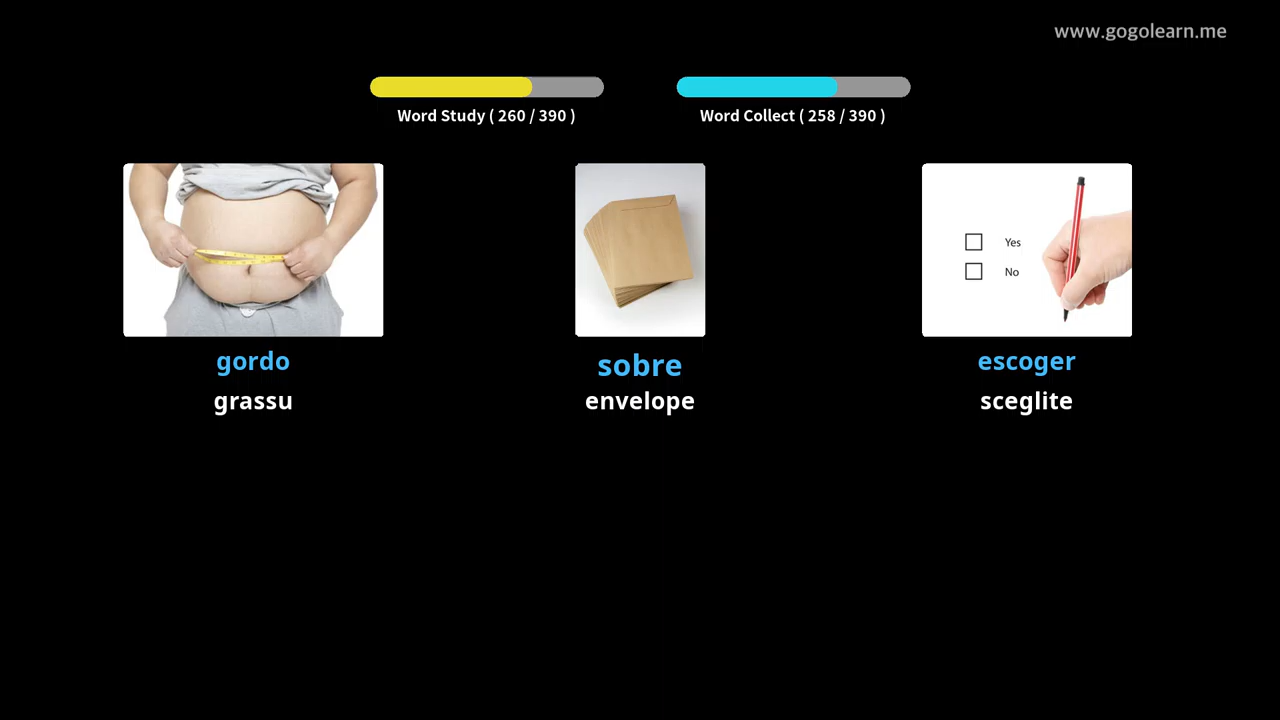 www.gogolearn.me
Word Study ( 260 / 390 )
Word Collect ( 258 / 390 )
Yes
No
gordo
sobre
escoger
grassu
envelope
sceglite